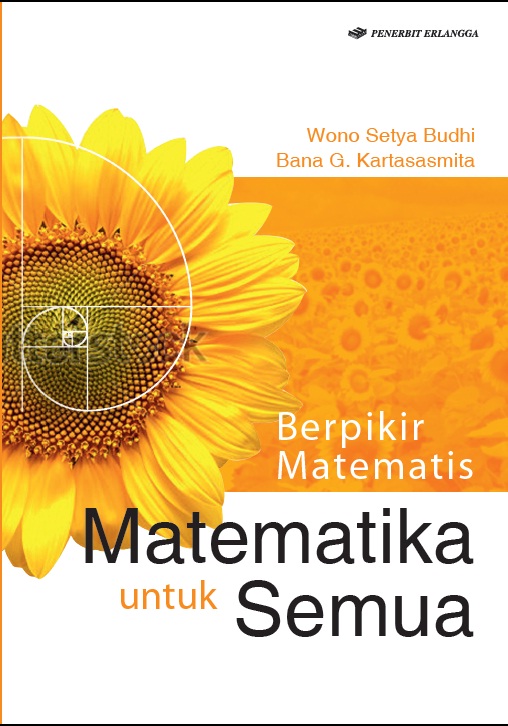 PENERBIT ERLANGGA
Wono Setya Budhi
Bana G. Kartasasmita
Berpikir
Matematis
Matematika
untuk
Semua